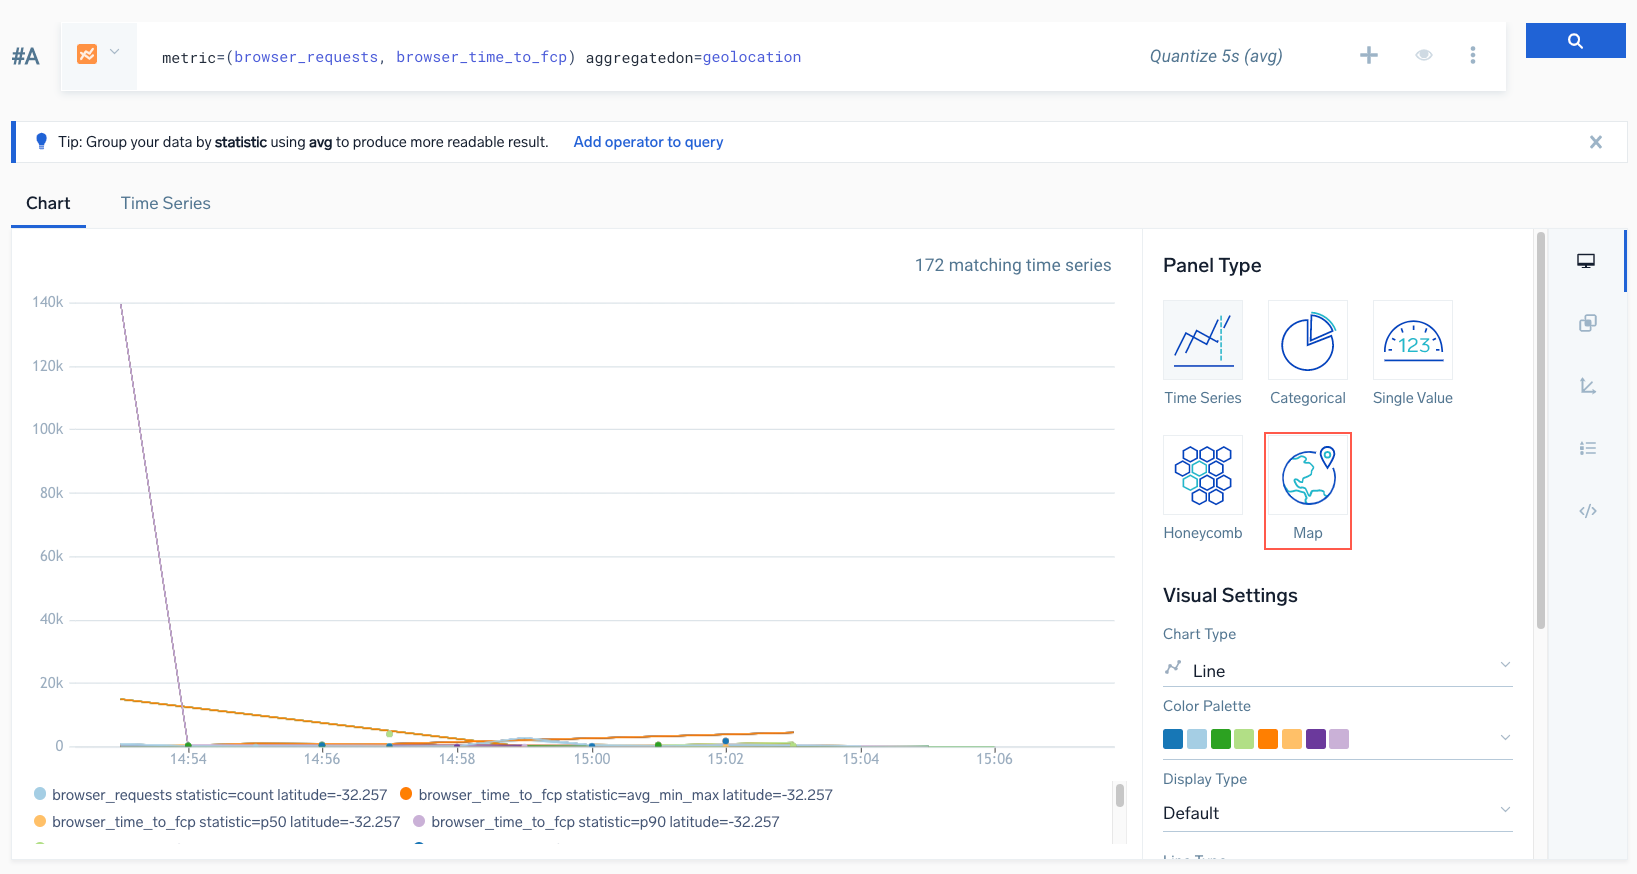 #A
metric=(browser_requests, browser_time_to_fcp) aggregatedon=geolocation
Quantize 5s (avg)
Tip: Group your data by statistic using avg to produce more readable result. Add operator to query
Chart Time Series
172 matching time series
140k
120k
100k
80k
60k
40k
20k
0
14:54 14:56 14:58 15:00 15:02 15:04 15:06
browser_requests statistic=count latitude=-32.257 browser_time_to_fcp statistic=avg_min_max latitude=-32.257
browser_time_to_fcp statistic=p50 latitude=-32.257 browser_time_to_fcp statistic=p90 latitude=-32.257
Panel Type
123
Time Series Categorical Single Value
Honeycomb Map
Visual Settings
Chart Type
Line
Color Palette
Display Type
Default